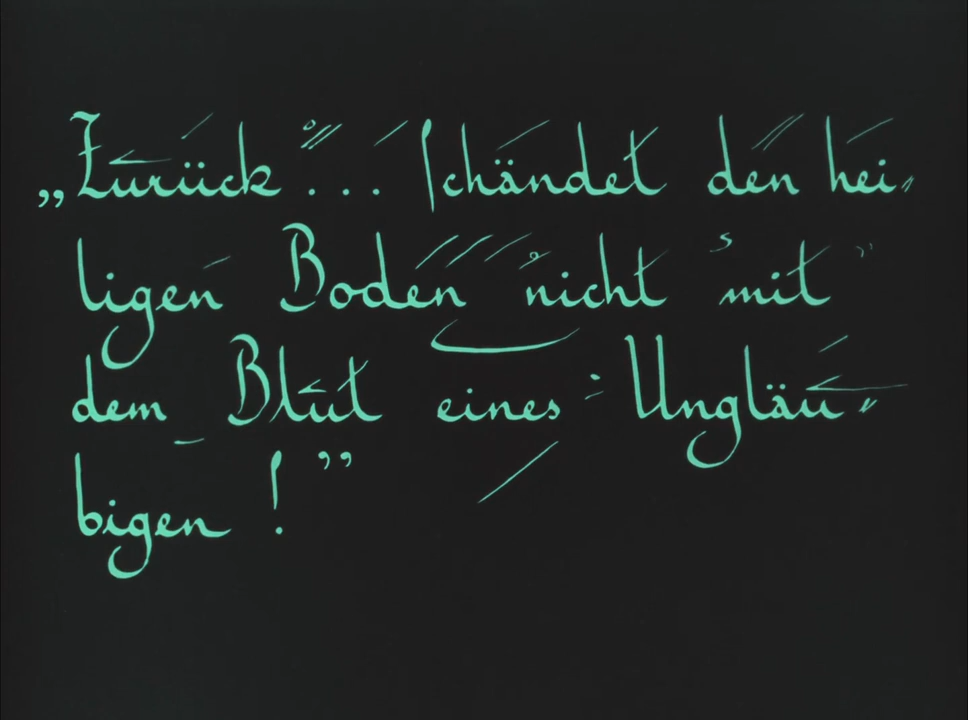 „Zurück ... Schändet den hei-
ligen Boden nicht mit
dem Blut eines Ungläu-
bigen !”